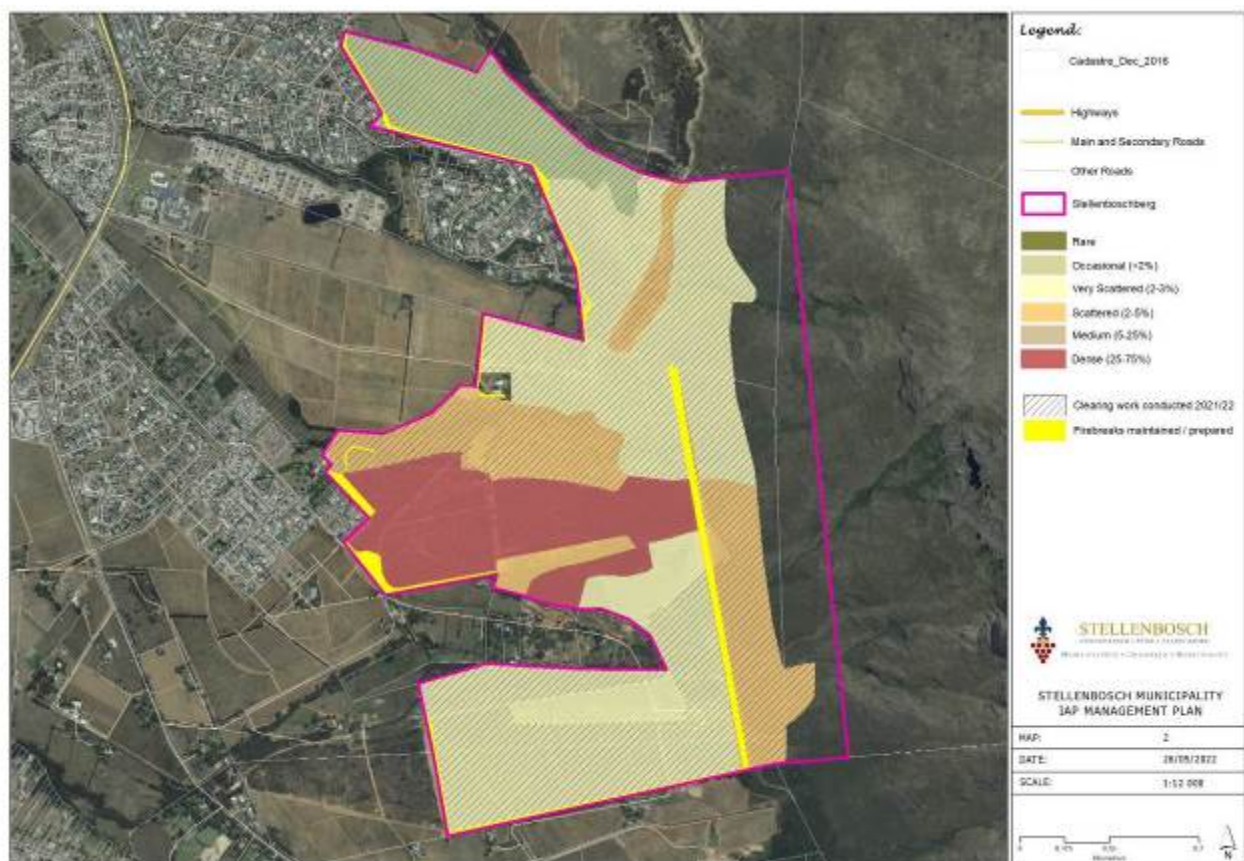 Legend:
Cadastre_Dec_2016
Highways
Main and Secondary Roads
Other Roads
Stellenboschberg
Rare
Occasional (<2%)
Very Scattered (2-3%)
Scattered (2-5%)
Medium (5-25%)
Dense (25-75%)
Clearing work conducted 2021/22
Firebreaks maintained / prepared
STELLENBOSCH
STELLENBOSCH MUNICIPALITY
IAP MANAGEMENT PLAN
MAP: 2
DATE: 26/05/2022
SCALE: 1:12 000
N